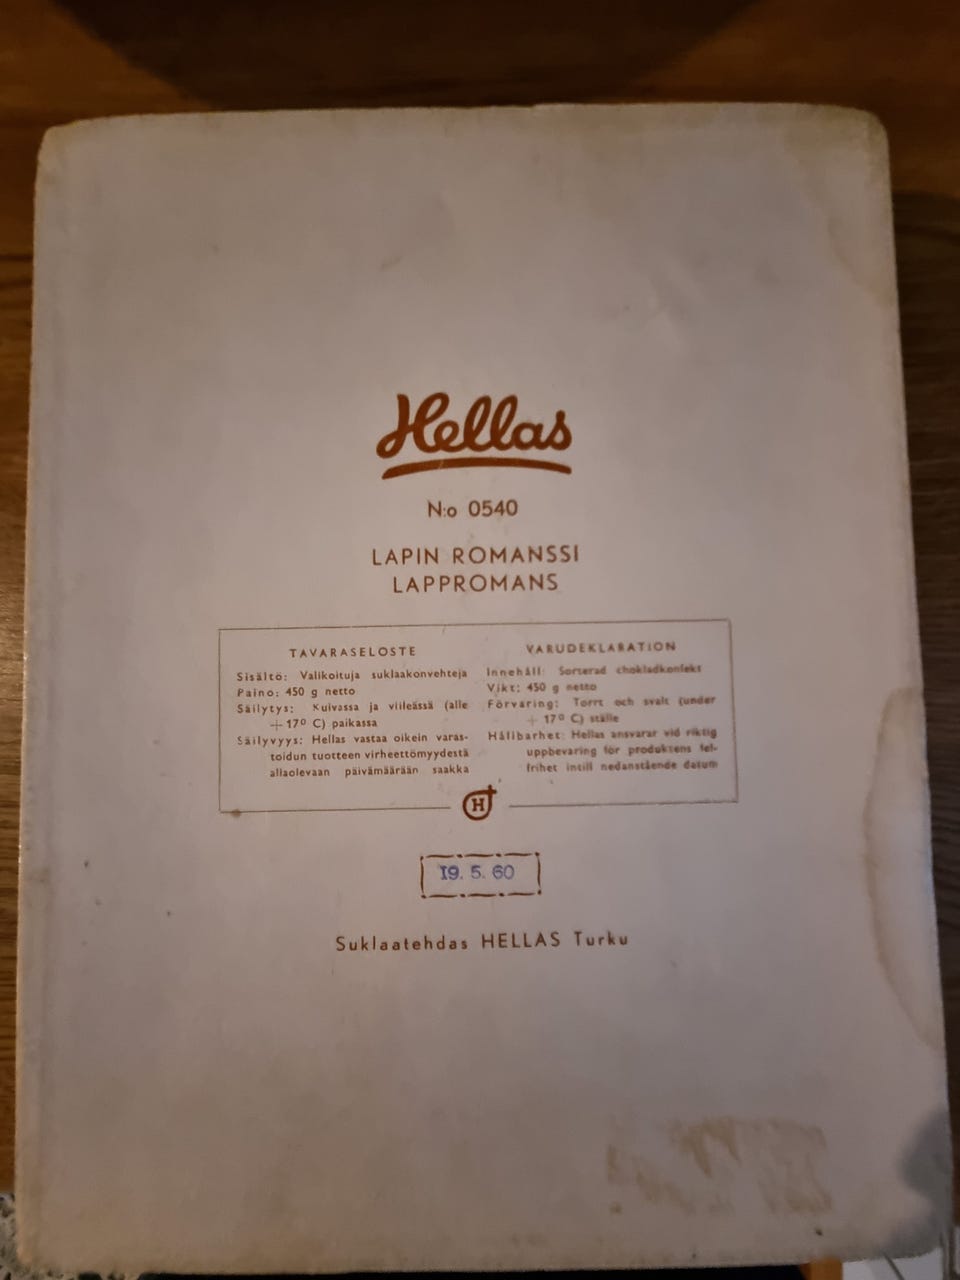 Hellas
N:o 0540
LAPIN ROMANSSI
LAPPROMANS
TAVARASELOSTE
Sisältö: Valikoituja suklaakonvehteja
Paino: 450 g netto
Säilytys: Kuivassa ja viileässä (alle
+17° C) paikassa
Säilyvyys: Hellas vastaa oikein varas-
toidun tuotteen virheettömyydestä
allaolevaan päivämäärään saakka
VARUDEKLARATION
Innehåll: Sorterad chokladkonfekt
Vikt: 450 g netto
Förvaring: Torrt och svalt (under
+ 17° C) ställe
Hållbarhet: Hellas ansvarar vid riktig
uppbevaring för produktens fel-
frihet intill nedanstående datum
H
19. 5. 60
Suklaatehdas HELLAS Turku